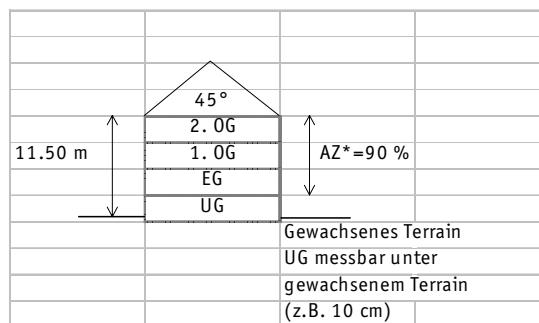 45°
2. OG
11.50 m
1. OG
AZ*=90 %
EG
UG
Gewachsenes Terrain
UG messbar unter
gewachsenem Terrain
(z.B. 10 cm)